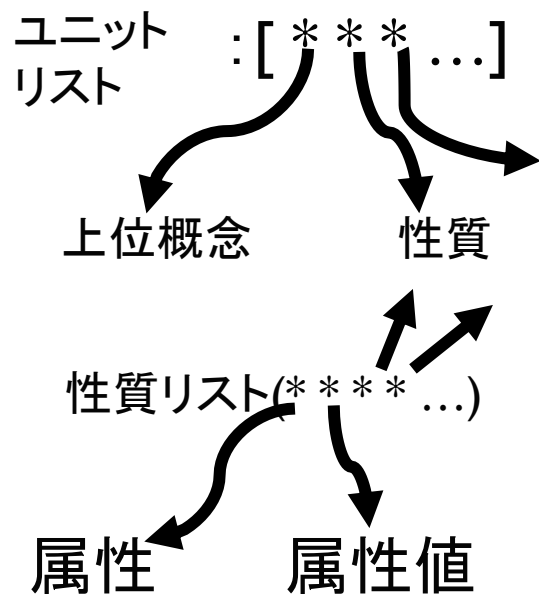 ユニット
リスト
:[ * * * …]
上位概念
性質
性質リスト(* * * * …)
属性
属性値